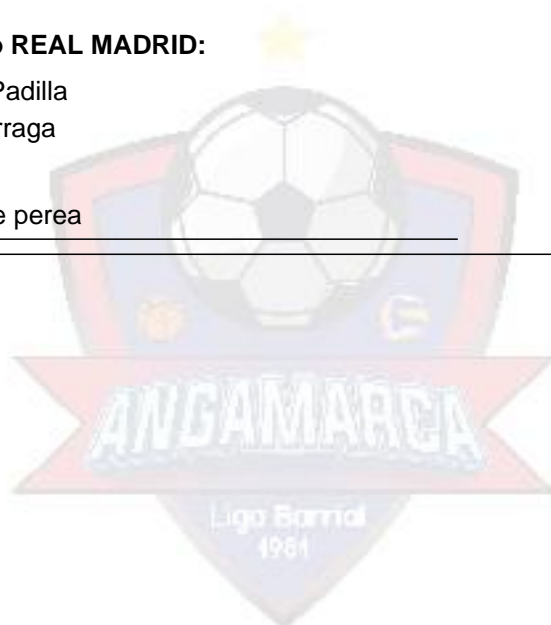 o REAL MADRID:
Padilla
rraga
e perea
ANGAMARCA
Liga Barrial
1981